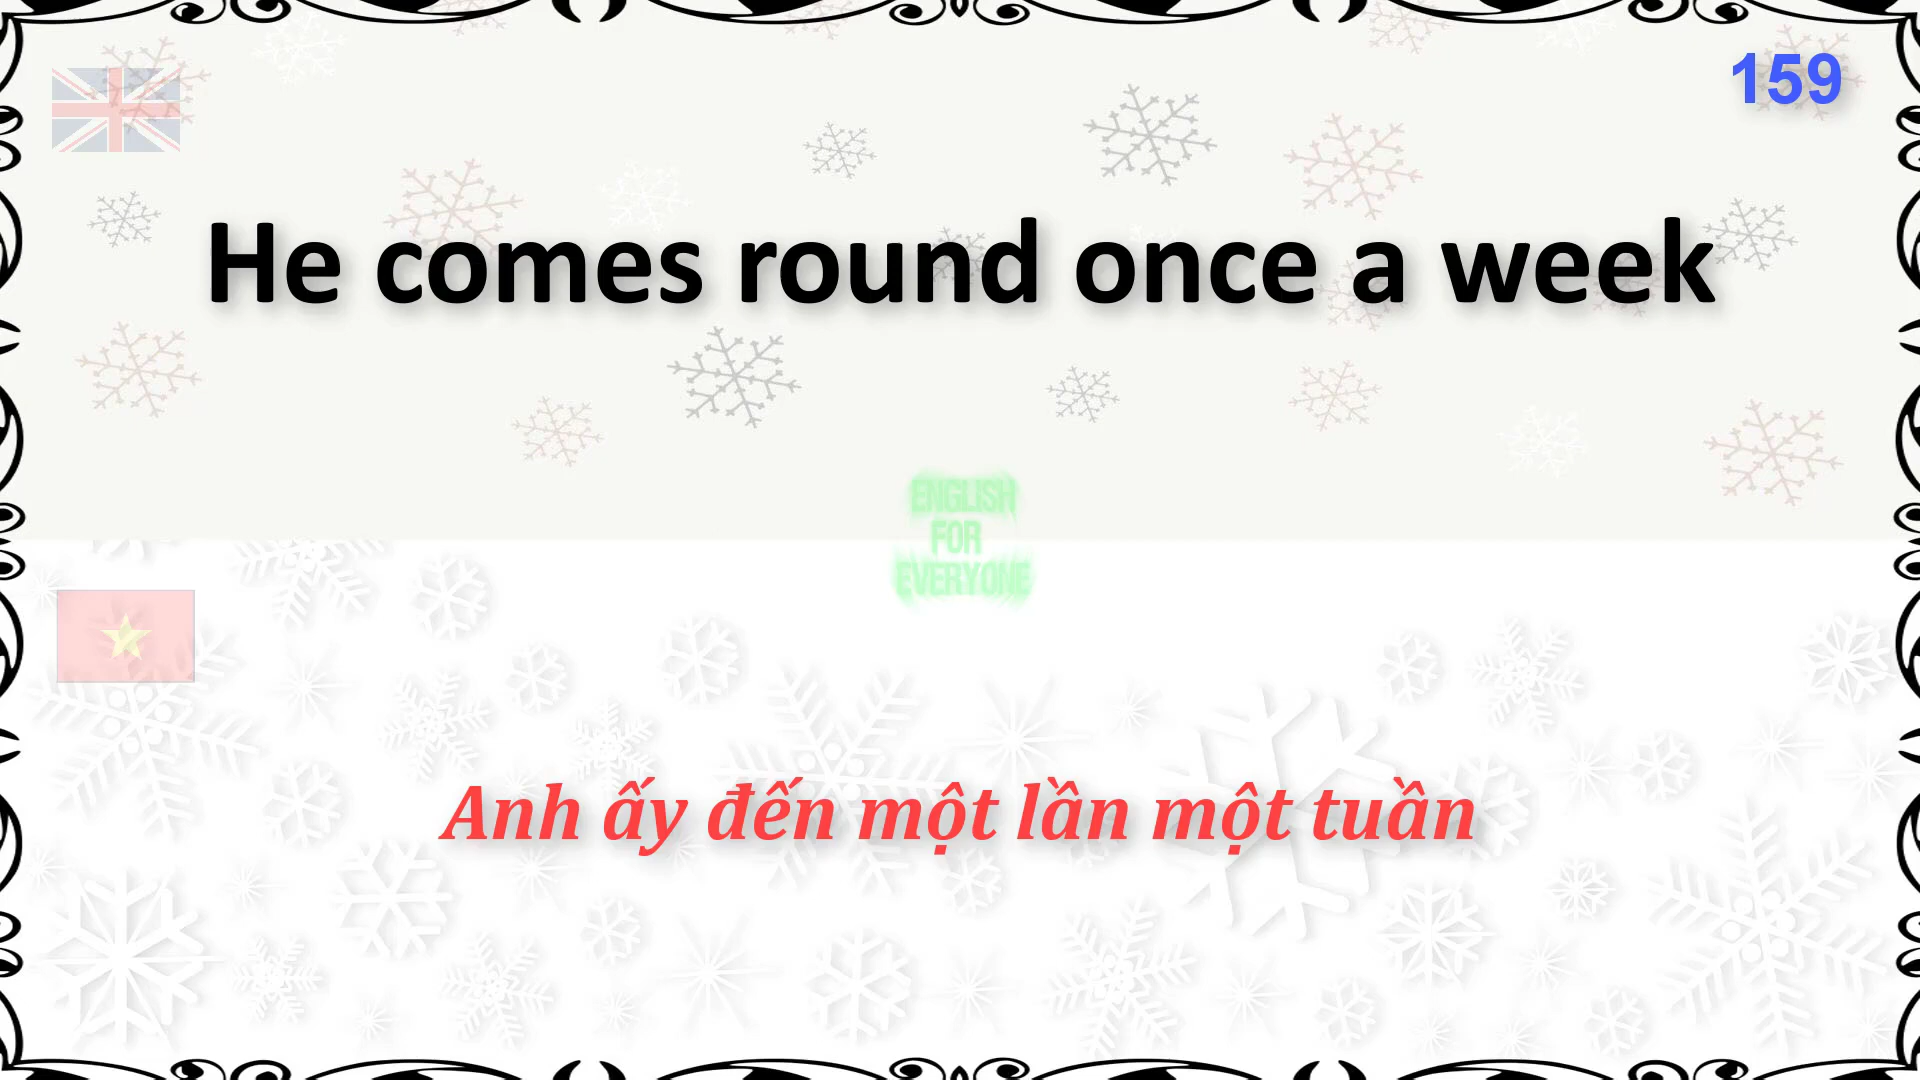 159
He comes round once a week
ENGLISH
FOR
EVERYONE
Anh ấy đến một lần một tuần